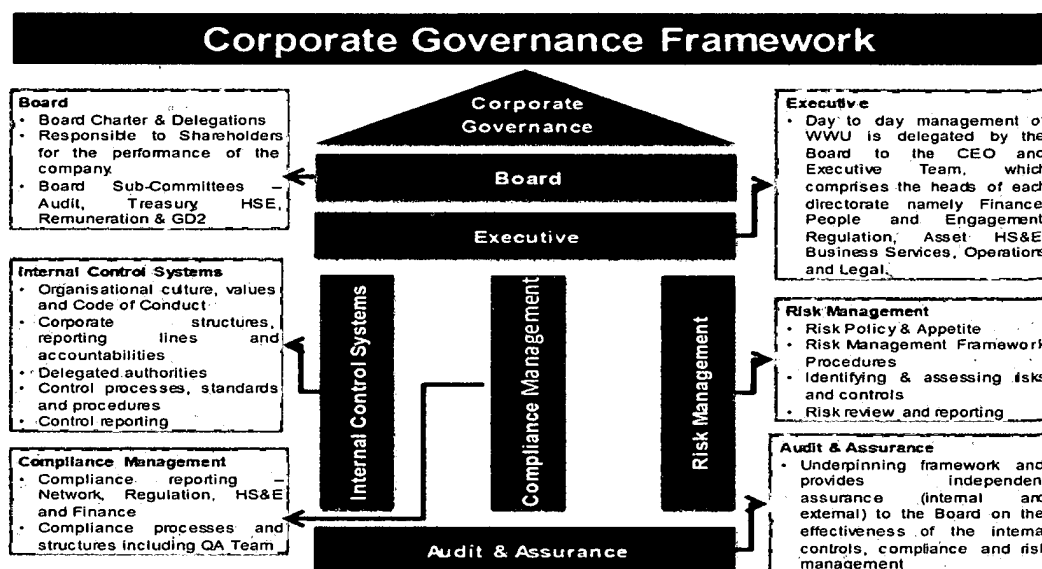 Corporate Governance Framework
Corporate
Governance
Board
Executive
Internal Control Systems
Compliance Management
Risk Management
Audit & Assurance
Board
• Board Charter & Delegations
• Responsible to Shareholders
for the performance of the
company.
• Board Sub-Committees –
Audit, Treasury HSE,
Remuneration & GD2
Internal Control Systems
• Organisational culture, values
and Code of Conduct
• Corporate structures,
reporting lines and
accountabilities
• Delegated authorities
• Control processes, standards
and procedures
• Control reporting
Compliance Management
• Compliance reporting –
Network, Regulation, HS&E
and Finance
• Compliance processes and
structures including QA Team
Executive
• Day to day management of
WWU is delegated by the
Board to the CEO and
Executive Team, which
comprises the heads of each
directorate namely Finance
People and Engagement
Regulation, Asset HS&E
Business Services, Operation
and Legal.
Risk Management
• Risk Policy & Appetite
• Risk Management Framework
Procedures
• Identifying & assessing risks
and controls
• Risk review and reporting
Audit & Assurance
• Underpinning framework and
provides independen
assurance (internal and
external) to the Board on the
effectiveness of the interna
controls, compliance and risk
management